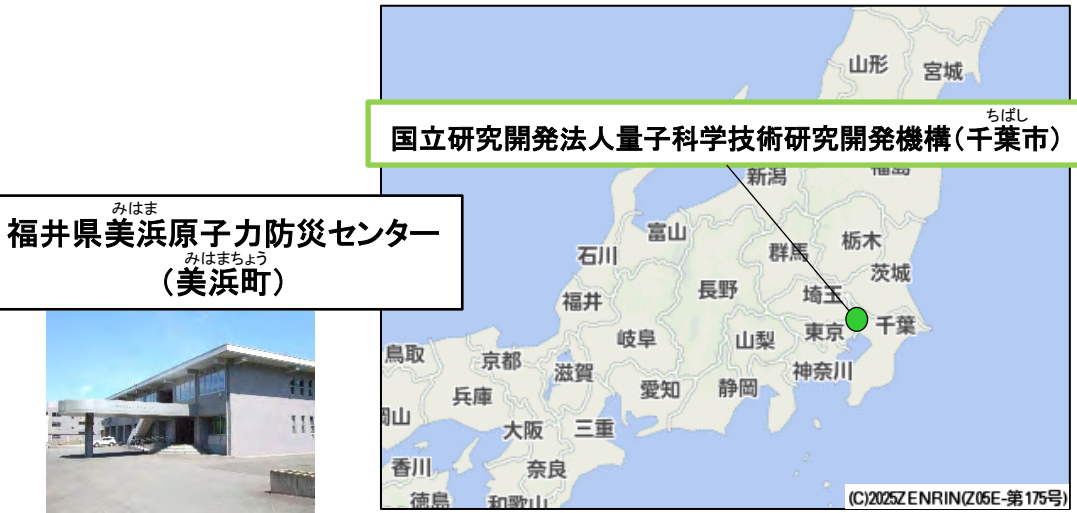 山形
宮城
ちばし
国立研究開発法人量子科学技術研究開発機構(千葉市)
新潟
福島
みはま
福井県美浜原子力防災センター
みはまちょう
(美浜町)
富山
石川
群馬
栃木
茨城
福井
長野
埼玉
岐阜
山梨
東京
千葉
鳥取
京都
滋賀
神奈川
兵庫
愛知
静岡
岡山
大阪
三重
香川
奈良
徳島
和歌山
(C)2025ZENRIN(Z05E-第175号)